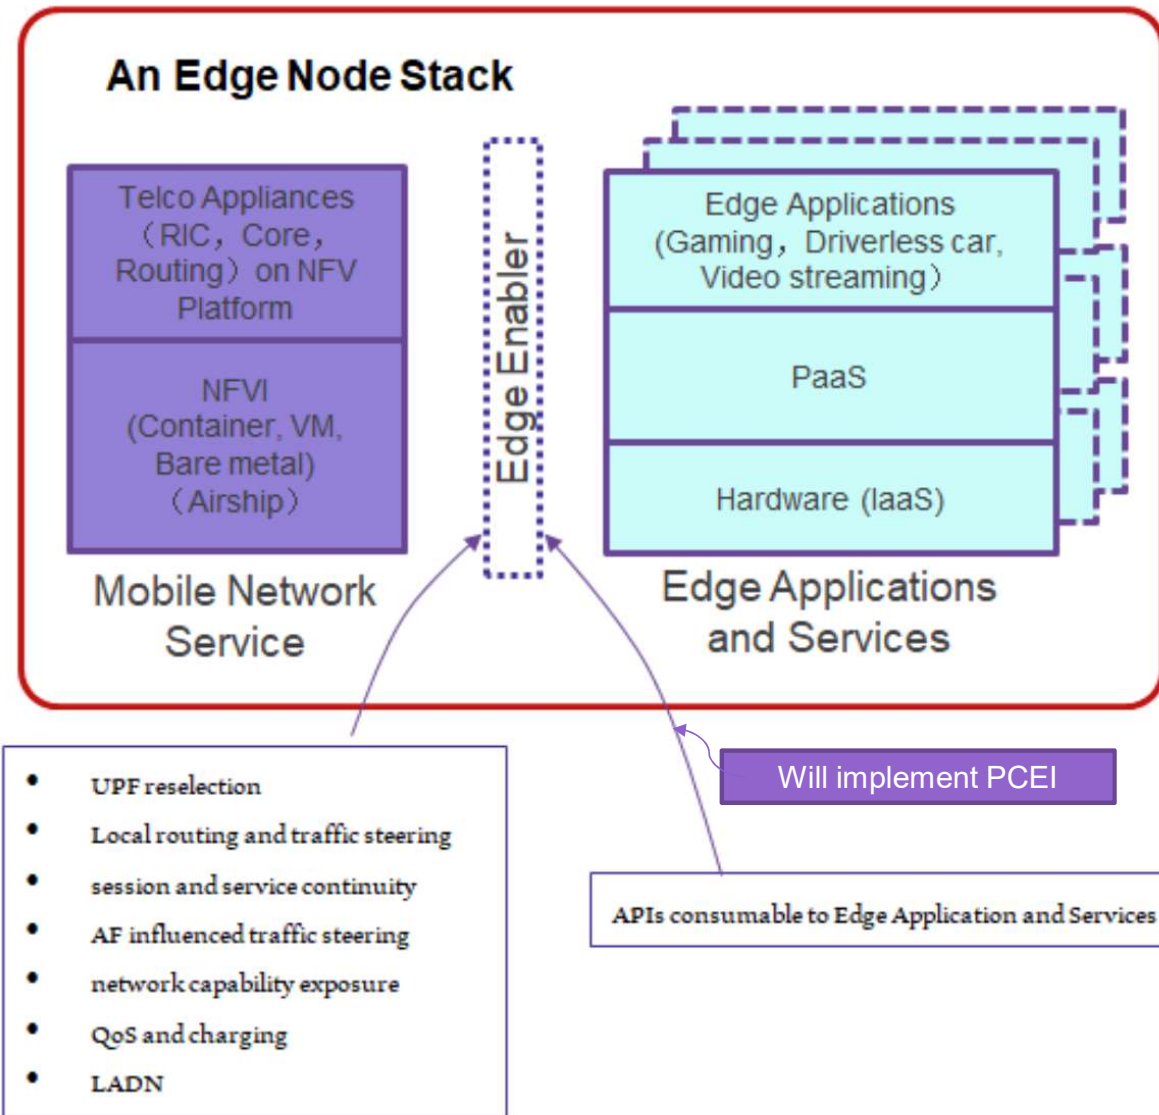 An Edge Node Stack
Telco Appliances
（RIC，Core，
Routing）on NFV
Platform
NFVI
(Container, VM,
Bare metal)
（Airship）
Mobile Network
Service
Edge Enabler
Edge Applications
(Gaming，Driverless car,
Video streaming）
PaaS
Hardware (IaaS)
Edge Applications
and Services
Will implement PCEI
• UPF reselection
• Local routing and traffic steering
• session and service continuity
• AF influenced traffic steering
• network capability exposure
• QoS and charging
• LADN
APIs consumable to Edge Application and Services